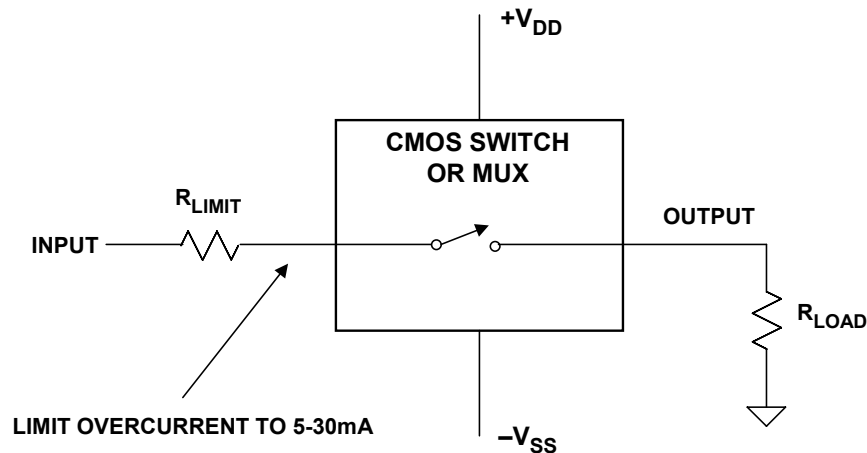 +VDD
CMOS SWITCH
OR MUX
RLIMIT
INPUT
OUTPUT
RLOAD
LIMIT OVERCURRENT TO 5-30mA
–VSS